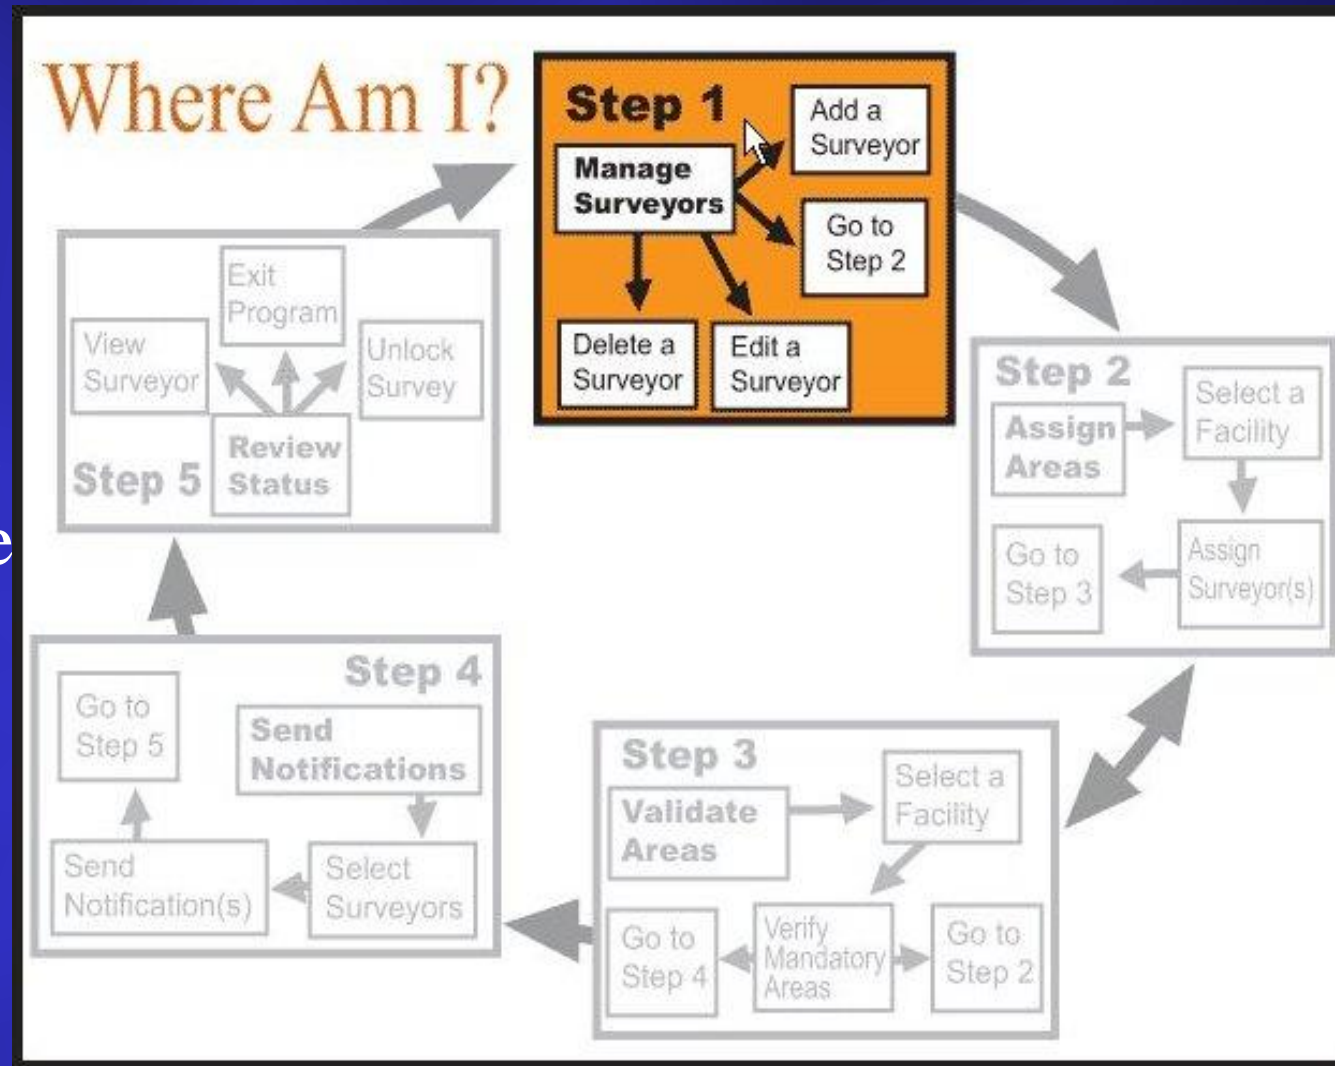 Where Am I?
Step 1
Manage
Surveyors
Add a
Surveyor
Go to
Step 2
Edit a
Surveyor
Delete a
Surveyor
Step 2
Assign
Areas
Select a
Facility
Assign
Surveyor(s)
Go to
Step 3
Step 3
Validate
Areas
Select a
Facility
Verify
Mandatory
Areas
Go to
Step 4
Go to
Step 2
Step 4
Send
Notifications
Select
Surveyors
Send
Notification(s)
Go to
Step 5
Step 5
Review
Status
View
Surveyor
Exit
Program
Unlock
Survey
e